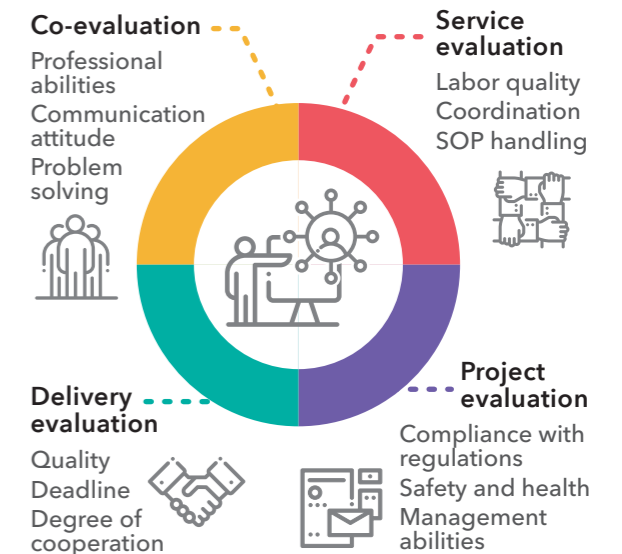 Co-evaluation
Professional
abilities
Communication
attitude
Problem
solving
Service
evaluation
Labor quality
Coordination
SOP handling
Delivery
evaluation
Quality
Deadline
Degree of
cooperation
Project
evaluation
Compliance with
regulations
Safety and health
Management
abilities